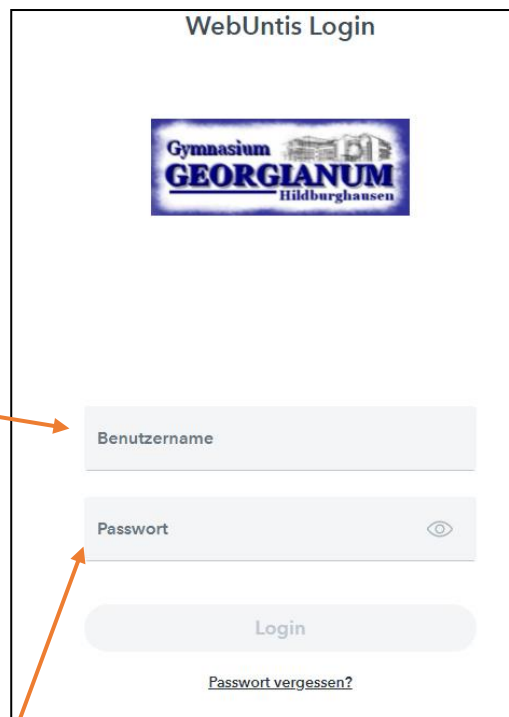 WebUntis Login
Gymnasium
GEORGIANUM
Hildburghausen
Benutzername
Passwort
Login
Passwort vergessen?